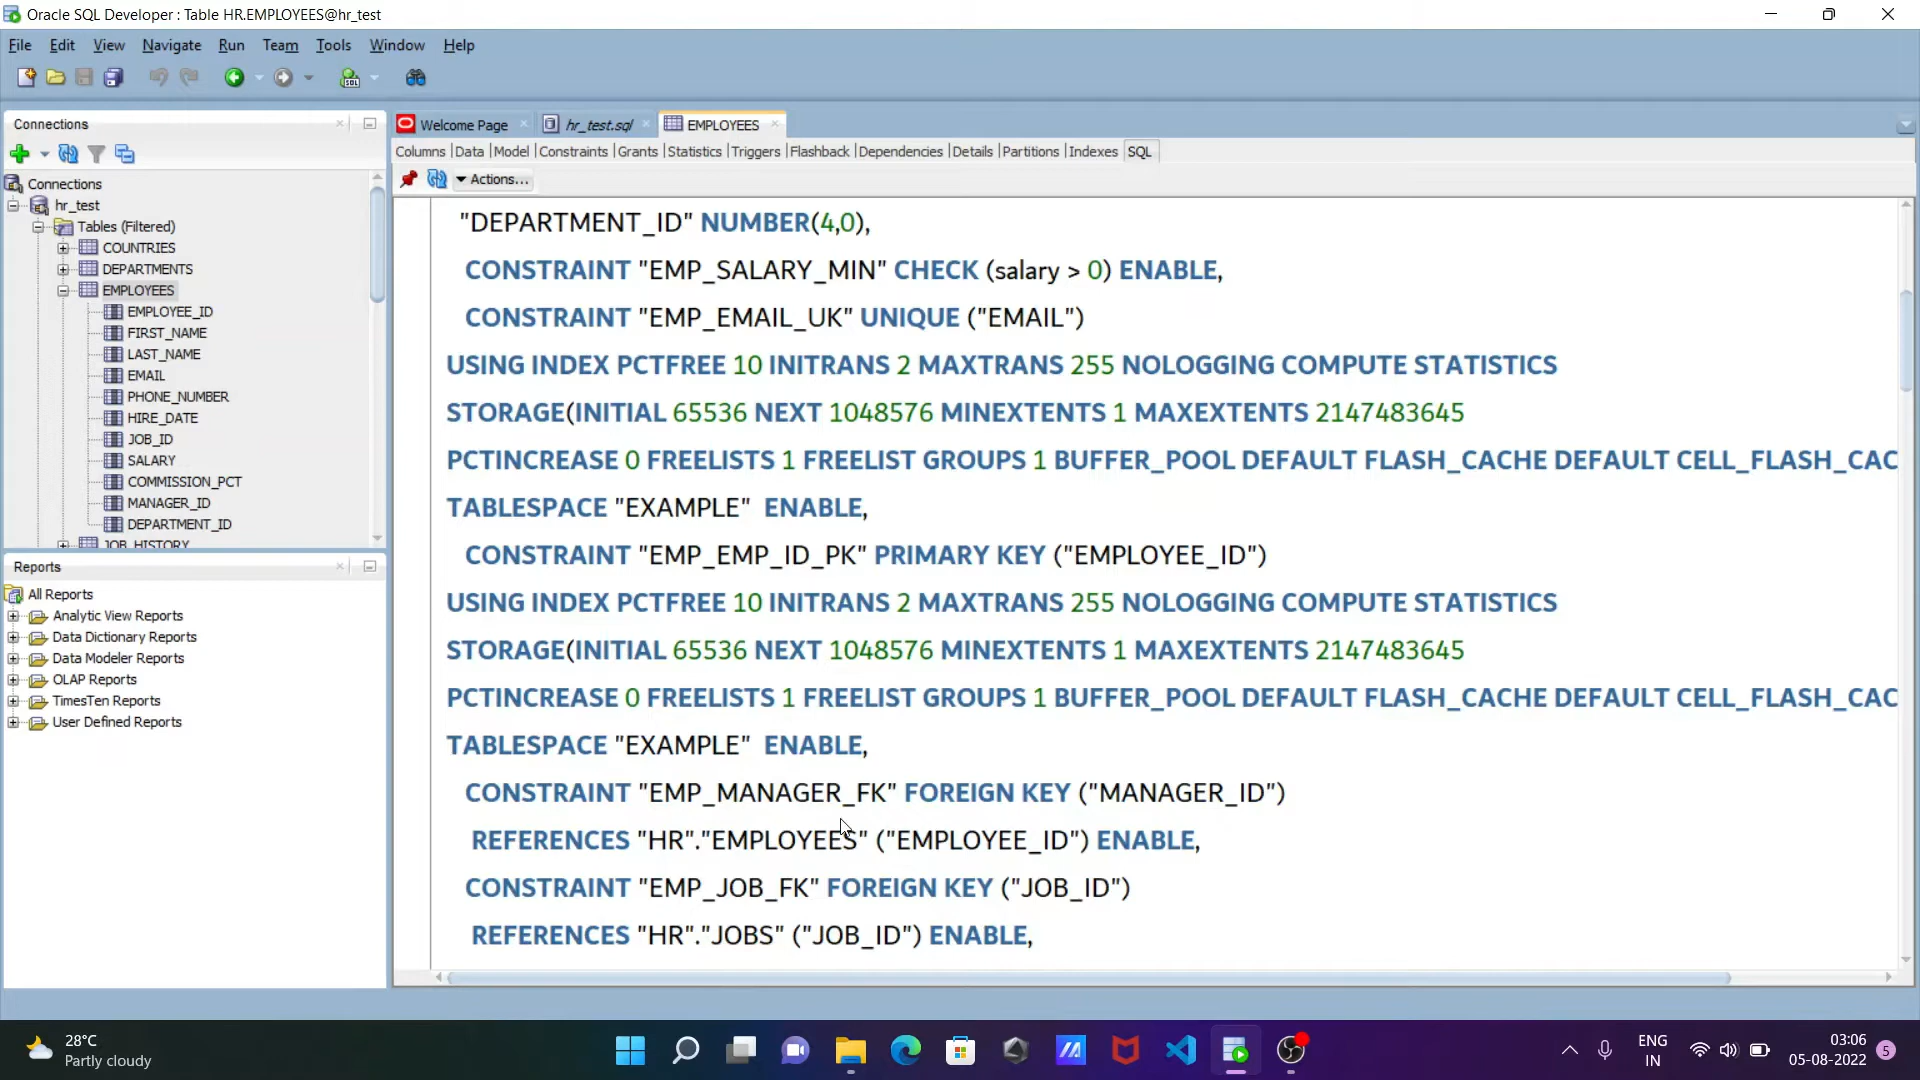 Oracle SQL Developer : Table HR.EMPLOYEES@hr_test
File Edit View Navigate Run Team Tools Window Help
Connections
Welcome Page
hr_test.sql
EMPLOYEES
Columns |Data |Model |Constraints |Grants |Statistics |Triggers |Flashback |Dependencies |Details |Partitions |Indexes SQL
Actions...
Connections
hr_test
Tables (Filtered)
COUNTRIES
DEPARTMENTS
EMPLOYEES
EMPLOYEE_ID
FIRST_NAME
LAST_NAME
EMAIL
PHONE_NUMBER
HIRE_DATE
JOB_ID
SALARY
COMMISSION_PCT
MANAGER_ID
DEPARTMENT_ID
JOB_HISTORY
Reports
All Reports
Analytic View Reports
Data Dictionary Reports
Data Modeler Reports
OLAP Reports
TimesTen Reports
User Defined Reports
"DEPARTMENT_ID" NUMBER(4,0),
CONSTRAINT "EMP_SALARY_MIN" CHECK (salary > 0) ENABLE,
CONSTRAINT "EMP_EMAIL_UK" UNIQUE ("EMAIL")
USING INDEX PCTFREE 10 INITRANS 2 MAXTRANS 255 NOLOGGING COMPUTE STATISTICS
STORAGE(INITIAL 65536 NEXT 1048576 MINEXTENTS 1 MAXEXTENTS 2147483645
PCTINCREASE 0 FREELISTS 1 FREELIST GROUPS 1 BUFFER_POOL DEFAULT FLASH_CACHE DEFAULT CELL_FLASH_CAC
TABLESPACE "EXAMPLE" ENABLE,
CONSTRAINT "EMP_EMP_ID_PK" PRIMARY KEY ("EMPLOYEE_ID")
USING INDEX PCTFREE 10 INITRANS 2 MAXTRANS 255 NOLOGGING COMPUTE STATISTICS
STORAGE(INITIAL 65536 NEXT 1048576 MINEXTENTS 1 MAXEXTENTS 2147483645
PCTINCREASE 0 FREELISTS 1 FREELIST GROUPS 1 BUFFER_POOL DEFAULT FLASH_CACHE DEFAULT CELL_FLASH_CAC
TABLESPACE "EXAMPLE" ENABLE,
CONSTRAINT "EMP_MANAGER_FK" FOREIGN KEY ("MANAGER_ID")
REFERENCES "HR"."EMPLOYEES" ("EMPLOYEE_ID") ENABLE,
CONSTRAINT "EMP_JOB_FK" FOREIGN KEY ("JOB_ID")
REFERENCES "HR"."JOBS" ("JOB_ID") ENABLE,
28°C
Partly cloudy
ENG
IN
03:06
05-08-2022
5